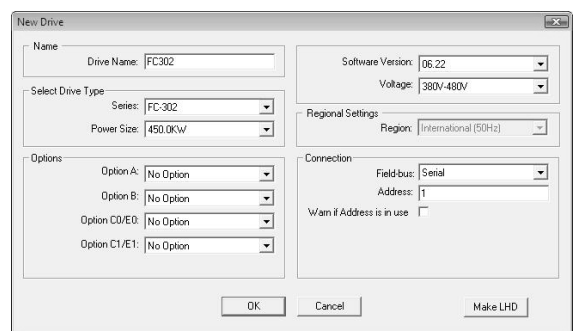 New Drive
Name
Drive Name: FC302
Select Drive Type
Series: FC-302
Power Size: 450.0KW
Options
Option A: No Option
Option B: No Option
Option C0/E0: No Option
Option C1/E1: No Option
Software Version: 06.22
Voltage: 380V-480V
Regional Settings
Region: International (50Hz)
Connection
Field-bus: Serial
Address: 1
Warn if Address is in use
OK
Cancel
Make LHD